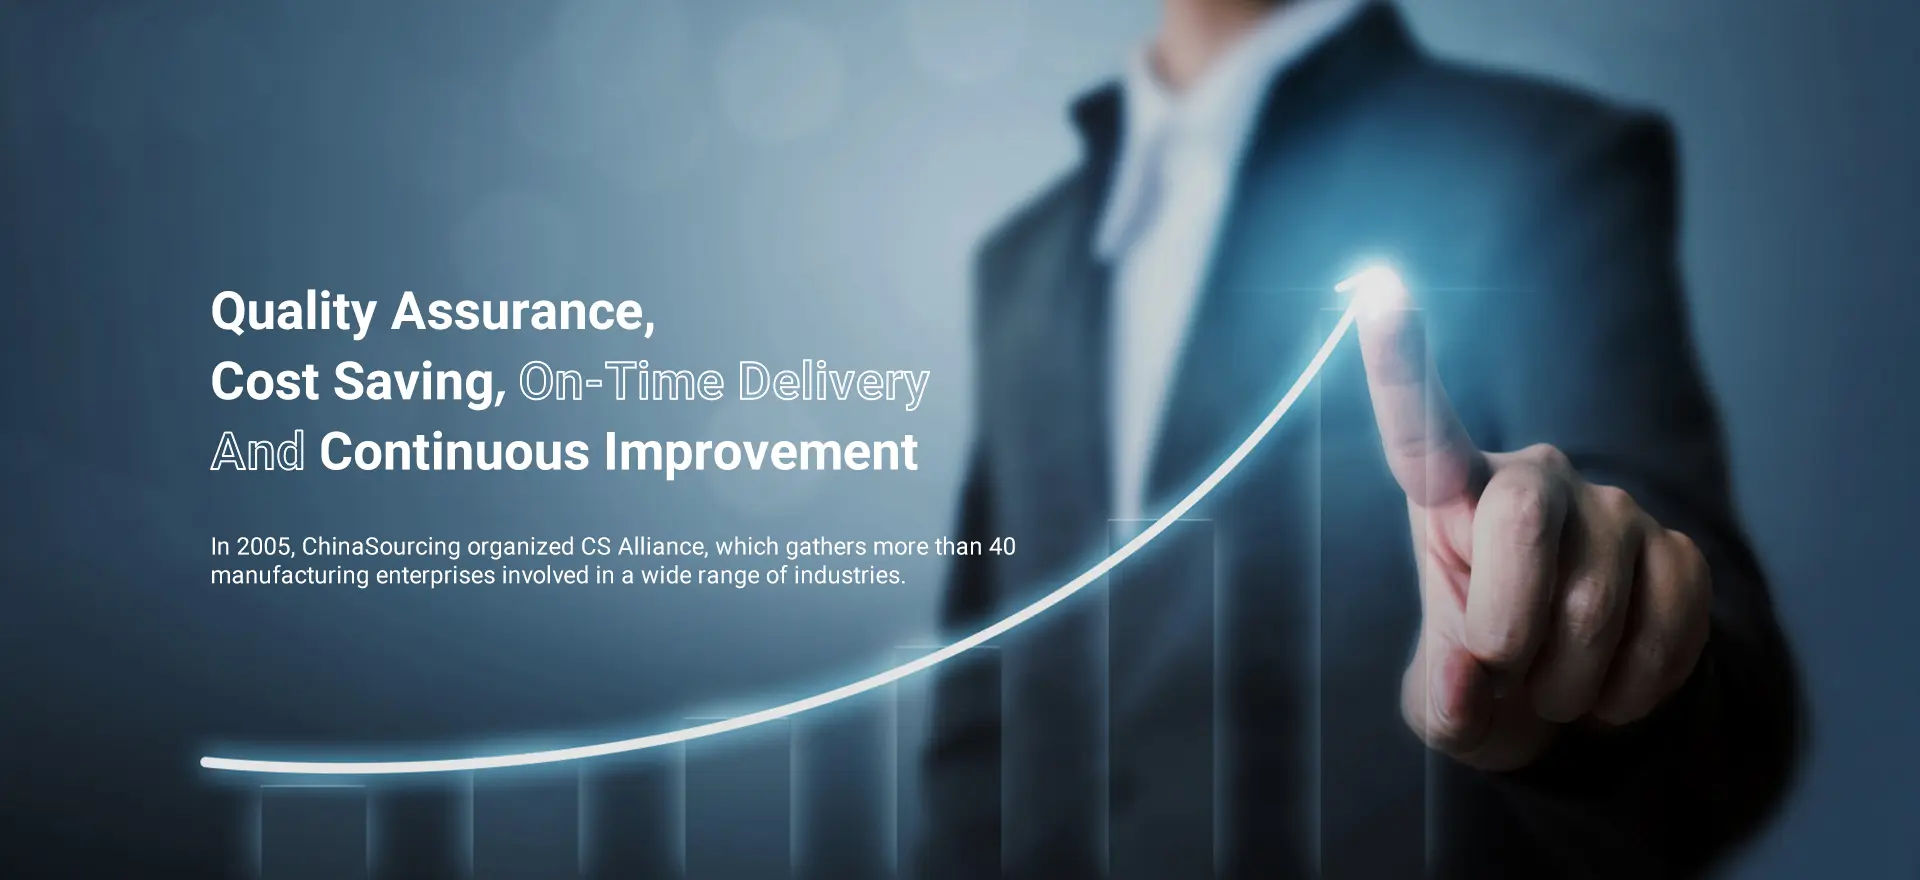 Quality Assurance,
Cost Saving, On-Time Delivery
And Continuous Improvement
In 2005, ChinaSourcing organized CS Alliance, which gathers more than 40
manufacturing enterprises involved in a wide range of industries.